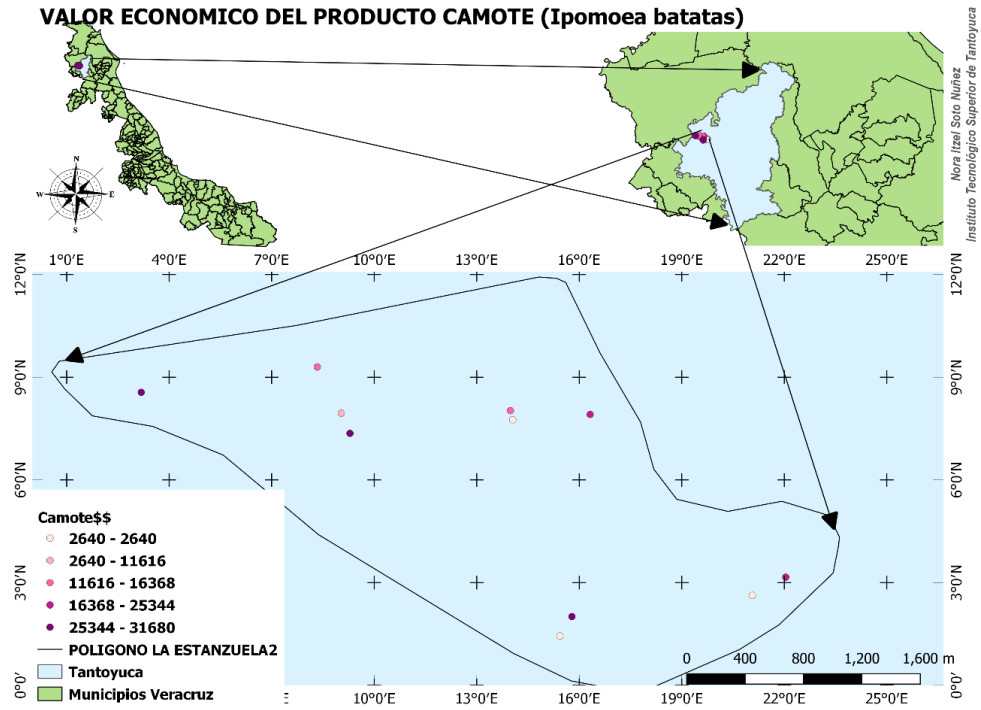 VALOR ECONOMICO DEL PRODUCTO CAMOTE (Ipomoea batatas)
Nora Itzel Soto Nuñez
Instituto Tecnológico Superior de Tantoyuca
N
W E
S
1°0'E 4°0'E 7°0'E 10°0'E 13°0'E 16°0'E 19°0'E 22°0'E 25°0'E
12°0'N 12°0'N
9°0'N 9°0'N
6°0'N 6°0'N
3°0'N 3°0'N
0°0' 0°0'
Camote$$
2640 - 2640
2640 - 11616
11616 - 16368
16368 - 25344
25344 - 31680
POLIGONO LA ESTANZUELA2
Tantoyuca
Municipios Veracruz
0 400 800 1,200 1,600 m
E 10°0'E 13°0'E 16°0'E 19°0'E 22°0'E 25°0'E